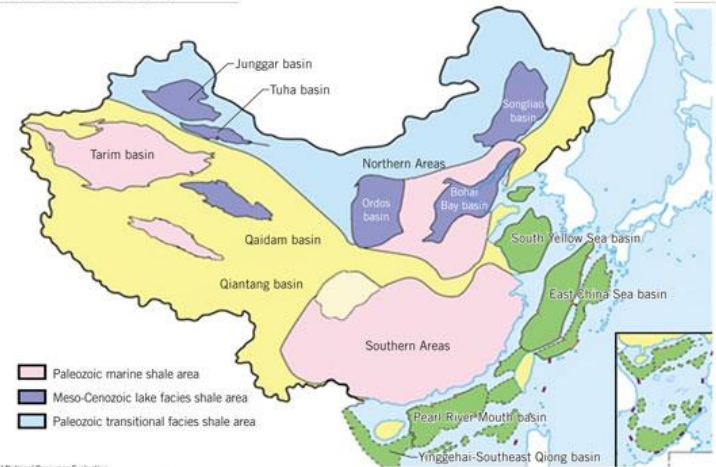 Junggar basin
Tuha basin
Songliao
basin
Tarim basin
Northern Areas
Ordos
basin
Bohai
Bay basin
Qaidam basin
South Yellow Sea basin
Qiantang basin
East China Sea basin
Southern Areas
Paleozoic marine shale area
Meso-Cenozoic lake facies shale area
Paleozoic transitional facies shale area
Pearl River Mouth basin
Yinggehai-Southeast Qiong basin